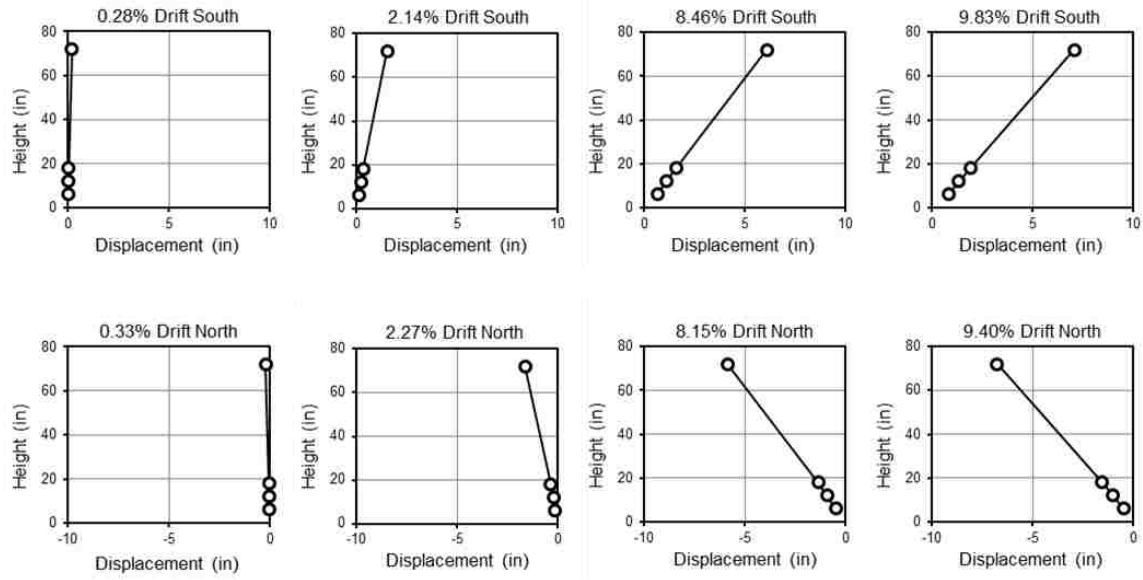 0.28% Drift South
80
60
40
20
0
0
5
10
Height (in)
Displacement (in)
2.14% Drift South
80
60
40
20
0
0
5
10
Height (in)
Displacement (in)
8.46% Drift South
80
60
40
20
0
0
5
10
Height (in)
Displacement (in)
9.83% Drift South
80
60
40
20
0
0
5
10
Height (in)
Displacement (in)
0.33% Drift North
80
60
40
20
0
-10
-5
0
Height (in)
Displacement (in)
2.27% Drift North
80
60
40
20
0
-10
-5
0
Height (in)
Displacement (in)
8.15% Drift North
80
60
40
20
0
-10
-5
0
Height (in)
Displacement (in)
9.40% Drift North
80
60
40
20
0
-10
-5
0
Height (in)
Displacement (in)